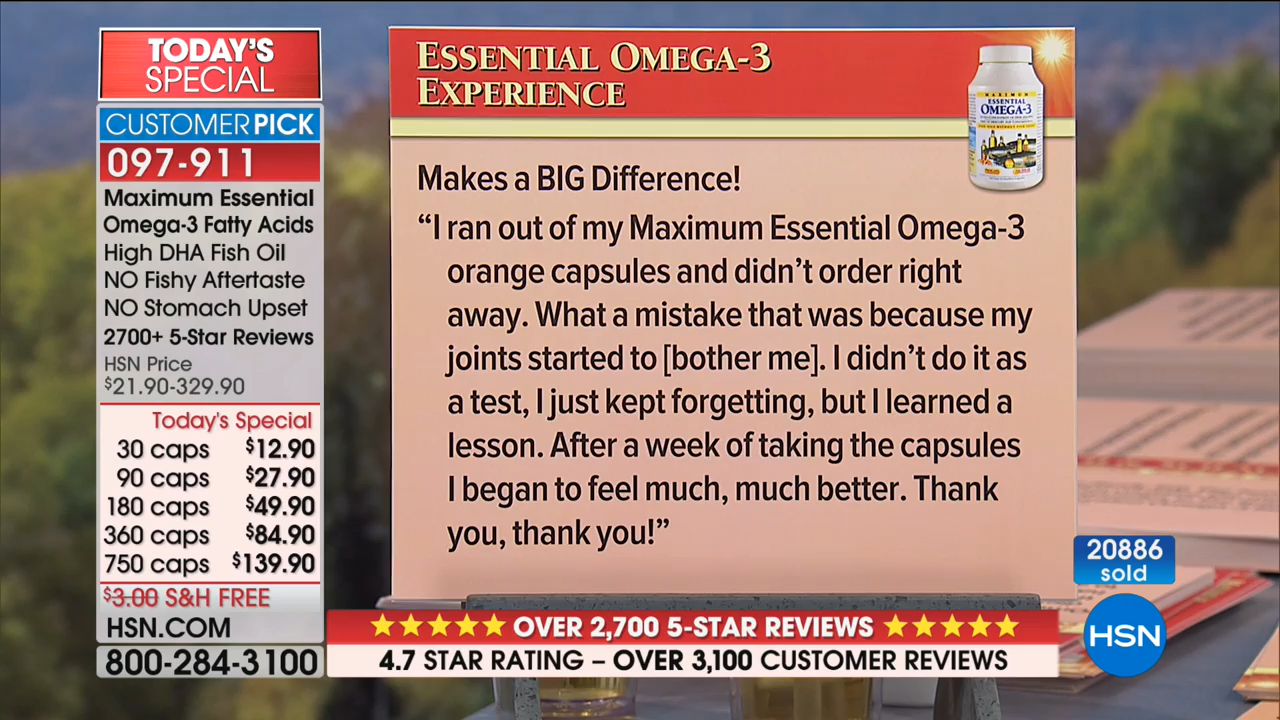 TODAY'S
SPECIAL
CUSTOMER PICK
097-911
Maximum Essential
Omega-3 Fatty Acids
High DHA Fish Oil
NO Fishy Aftertaste
NO Stomach Upset
2700+ 5-Star Reviews
HSN Price
$21.90-329.90
Today's Special
30 caps $12.90
90 caps $27.90
180 caps $49.90
360 caps $84.90
750 caps $139.90
$3.00 S&H FREE
HSN.COM
800-284-3100
ESSENTIAL OMEGA-3
EXPERIENCE
MAXIMUM
ESSENTIAL
OMEGA-3
Makes a BIG Difference!
“I ran out of my Maximum Essential Omega-3
orange capsules and didn’t order right
away. What a mistake that was because my
joints started to [bother me]. I didn’t do it as
a test, I just kept forgetting, but I learned a
lesson. After a week of taking the capsules
I began to feel much, much better. Thank
you, thank you!”
20886
sold
HSN
OVER 2,700 5-STAR REVIEWS
4.7 STAR RATING – OVER 3,100 CUSTOMER REVIEWS